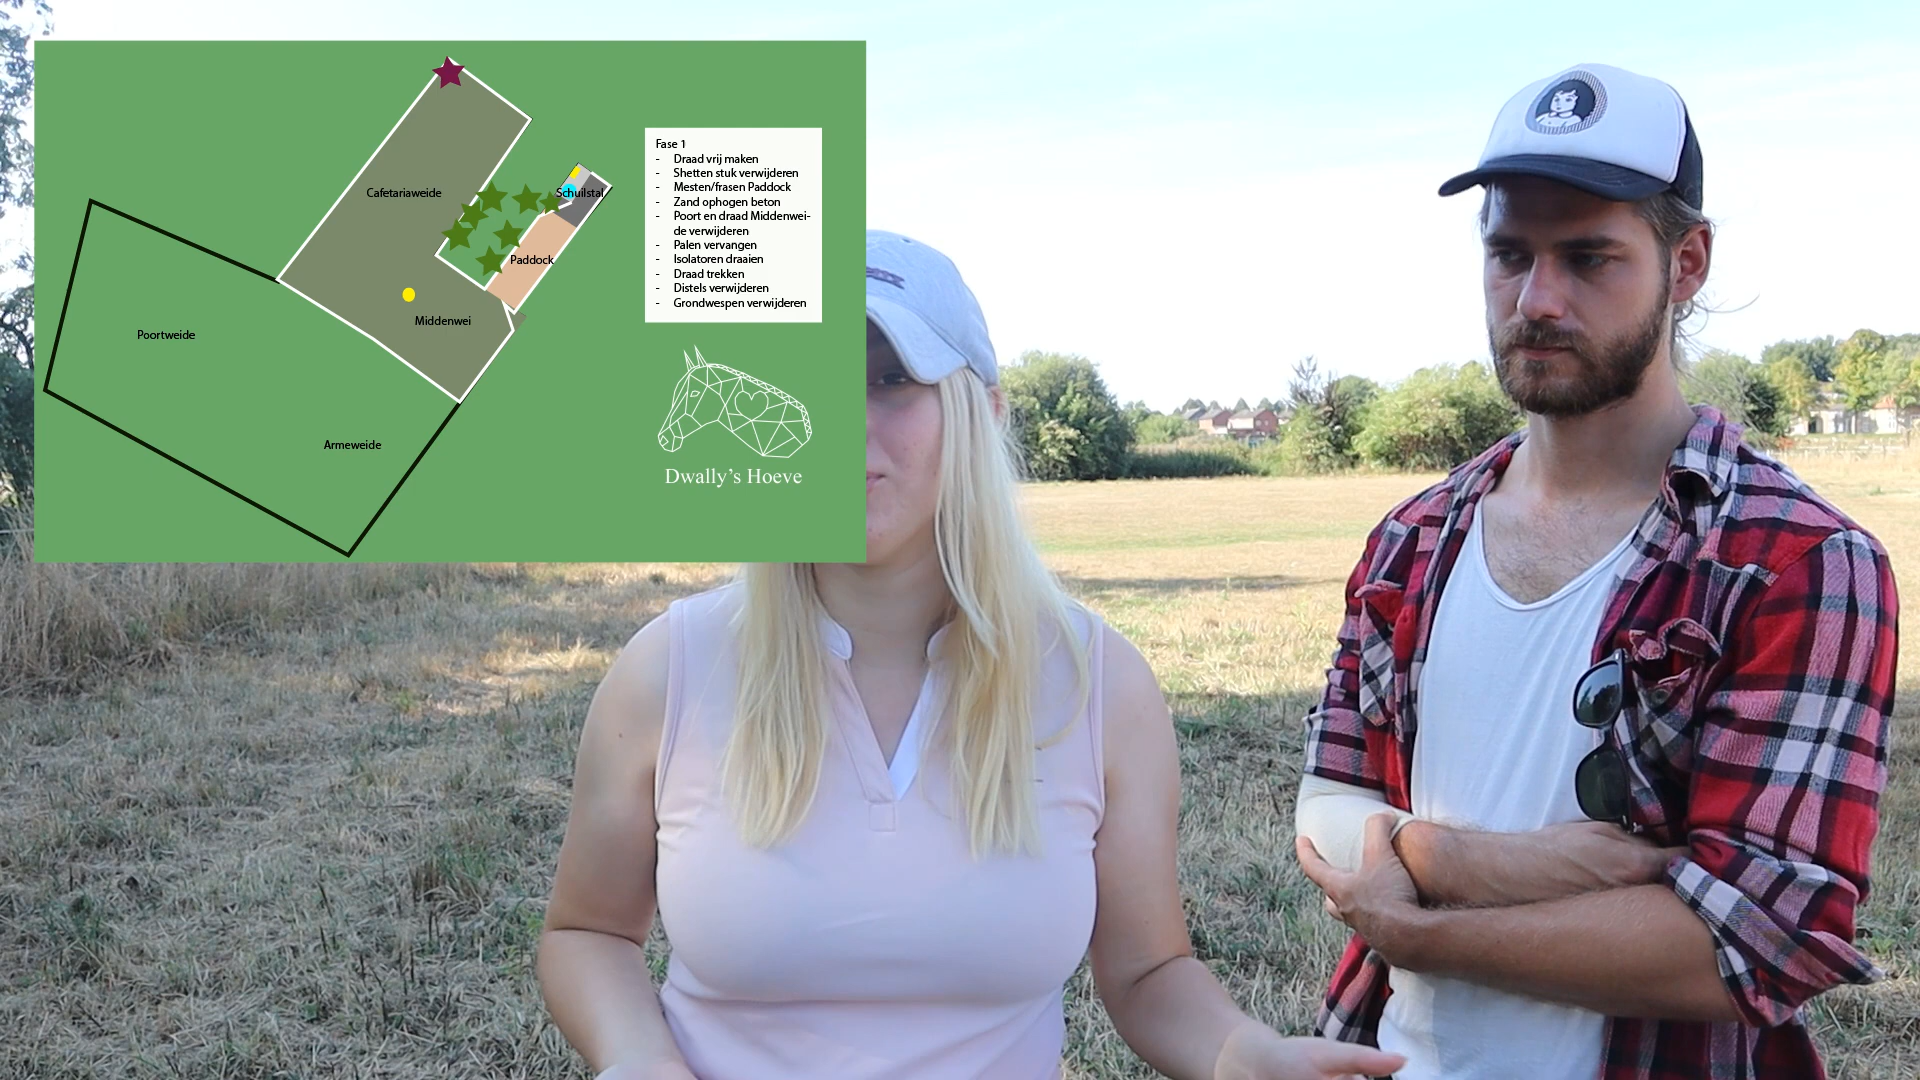 Cafetariaweide
Schuilstal
Paddock
Middenwei
Poortweide
Armeweide
Fase 1
- Draad vrij maken
- Shetten stuk verwijderen
- Mesten/frasen Paddock
- Zand ophogen beton
- Poort en draad Middenwei-
de verwijderen
- Palen vervangen
- Isolatoren draaien
- Draad trekken
- Distels verwijderen
- Grondwespen verwijderen
Dwally's Hoeve